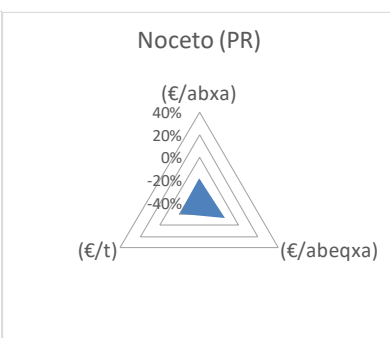 Noceto (PR)
(€/abxa)
40%
20%
0%
-20%
-40%
(€/t)
(€/abeqxa)